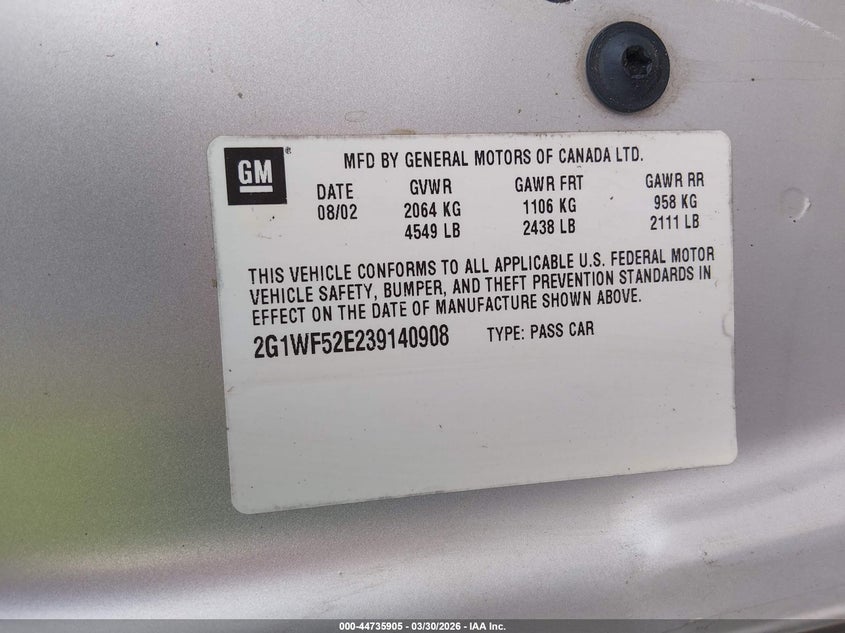 GM ®
MFD BY GENERAL MOTORS OF CANADA LTD.
DATE GVWR GAWR FRT GAWR RR
08/02 2064 KG 1106 KG 958 KG
4549 LB 2438 LB 2111 LB
THIS VEHICLE CONFORMS TO ALL APPLICABLE U.S. FEDERAL MOTOR
VEHICLE SAFETY, BUMPER, AND THEFT PREVENTION STANDARDS IN
EFFECT ON THE DATE OF MANUFACTURE SHOWN ABOVE.
2G1WF52E239140908 TYPE: PASS CAR
000-44735905 - 03/30/2026 - IAA Inc.